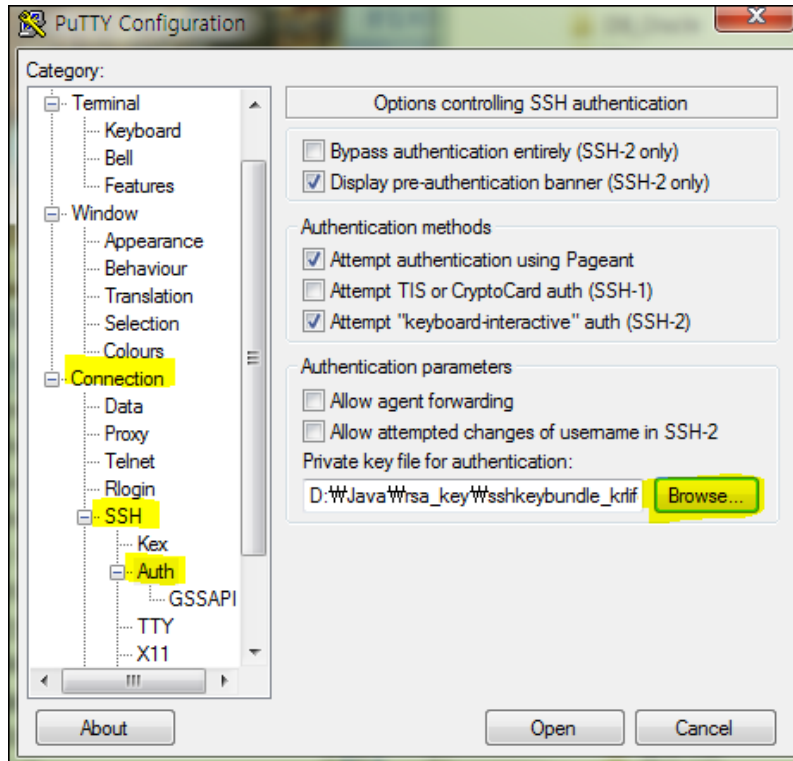 PuTTY Configuration
Category:
Terminal
Keyboard
Bell
Features
Window
Appearance
Behaviour
Translation
Selection
Colours
Connection
Data
Proxy
Telnet
Rlogin
SSH
Kex
Auth
GSSAPI
TTY
X11
Options controlling SSH authentication
Bypass authentication entirely (SSH-2 only)
Display pre-authentication banner (SSH-2 only)
Authentication methods
Attempt authentication using Pageant
Attempt TIS or CryptoCard auth (SSH-1)
Attempt "keyboard-interactive" auth (SSH-2)
Authentication parameters
Allow agent forwarding
Allow attempted changes of username in SSH-2
Private key file for authentication:
D:₩Java₩rsa_key₩sshkeybundle_krlif Browse...
About Open Cancel